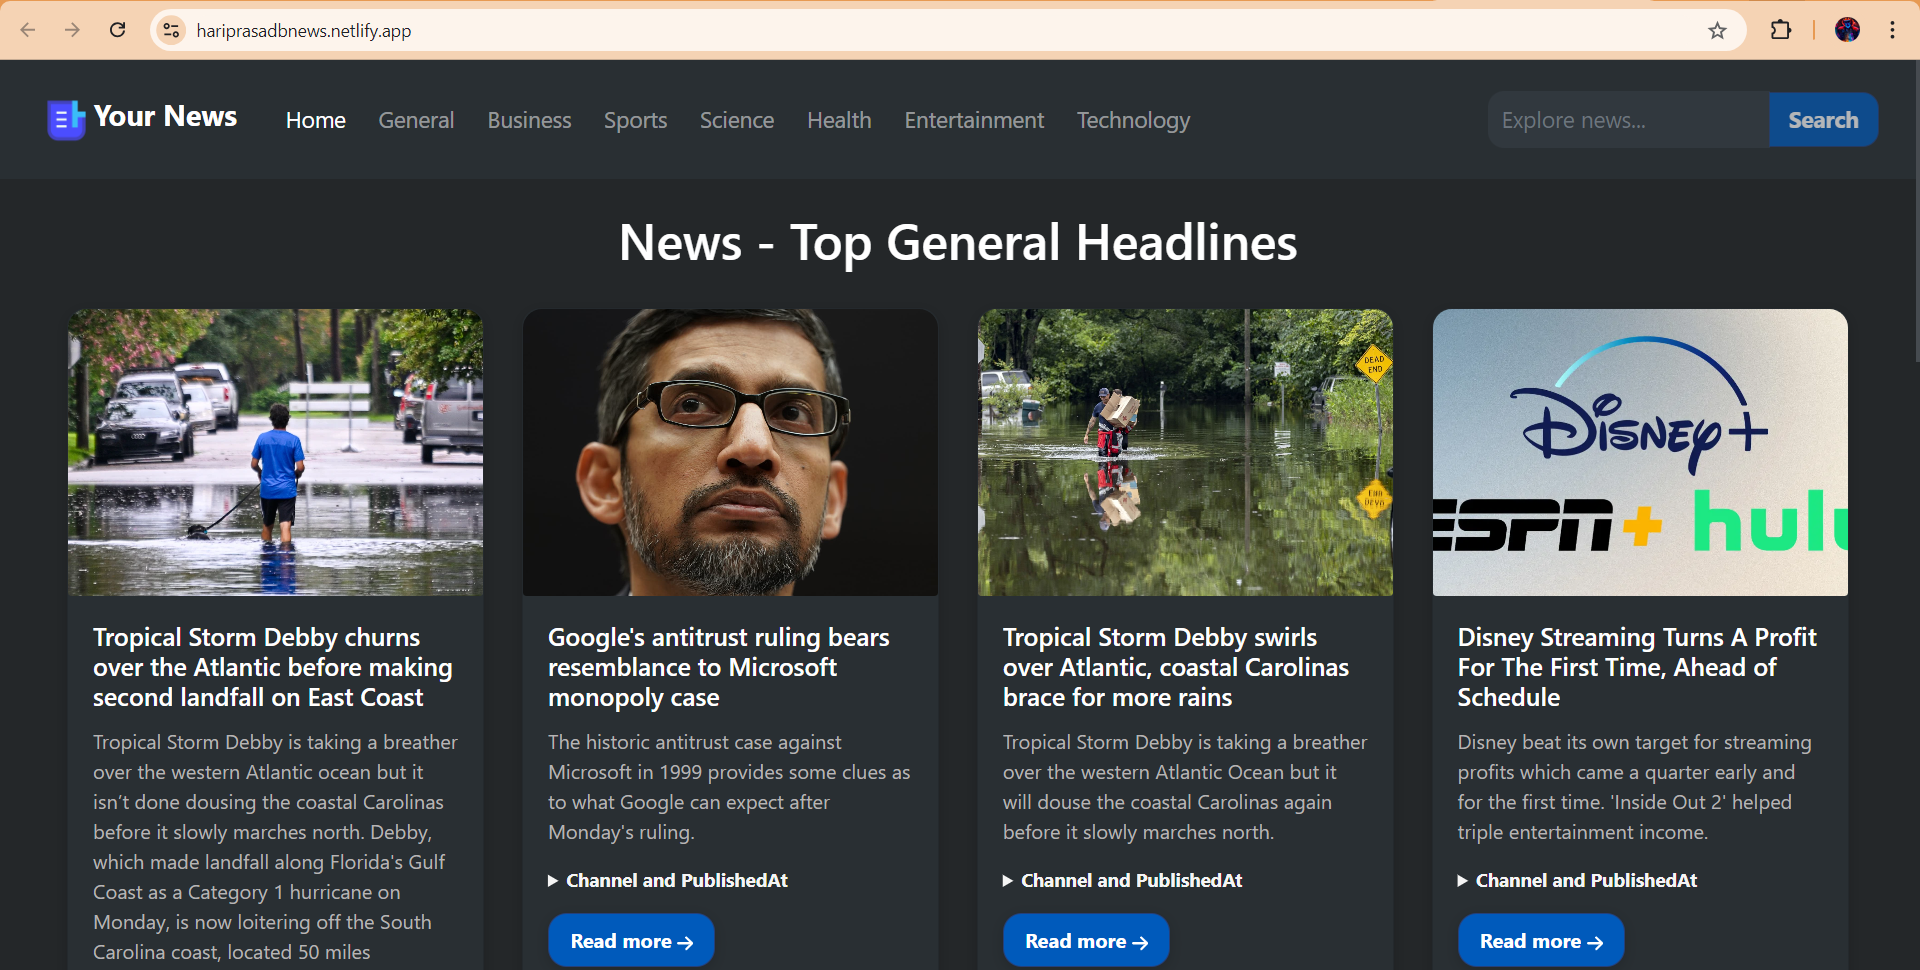 hariprasadbnews.netlify.app
Your News
Home General Business Sports Science Health Entertainment Technology
Explore news...
Search
News - Top General Headlines
DEAD
END
Disney+
ESPN+ hulu
Tropical Storm Debby churns
over the Atlantic before making
second landfall on East Coast
Tropical Storm Debby is taking a breather
over the western Atlantic ocean but it
isn’t done dousing the coastal Carolinas
before it slowly marches north. Debby,
which made landfall along Florida's Gulf
Coast as a Category 1 hurricane on
Monday, is now loitering off the South
Carolina coast, located 50 miles
Google's antitrust ruling bears
resemblance to Microsoft
monopoly case
The historic antitrust case against
Microsoft in 1999 provides some clues as
to what Google can expect after
Monday's ruling.
▶ Channel and PublishedAt
Read more →
Tropical Storm Debby swirls
over Atlantic, coastal Carolinas
brace for more rains
Tropical Storm Debby is taking a breather
over the western Atlantic Ocean but it
will douse the coastal Carolinas again
before it slowly marches north.
▶ Channel and PublishedAt
Read more →
Disney Streaming Turns A Profit
For The First Time, Ahead of
Schedule
Disney beat its own target for streaming
profits which came a quarter early and
for the first time. 'Inside Out 2' helped
triple entertainment income.
▶ Channel and PublishedAt
Read more →